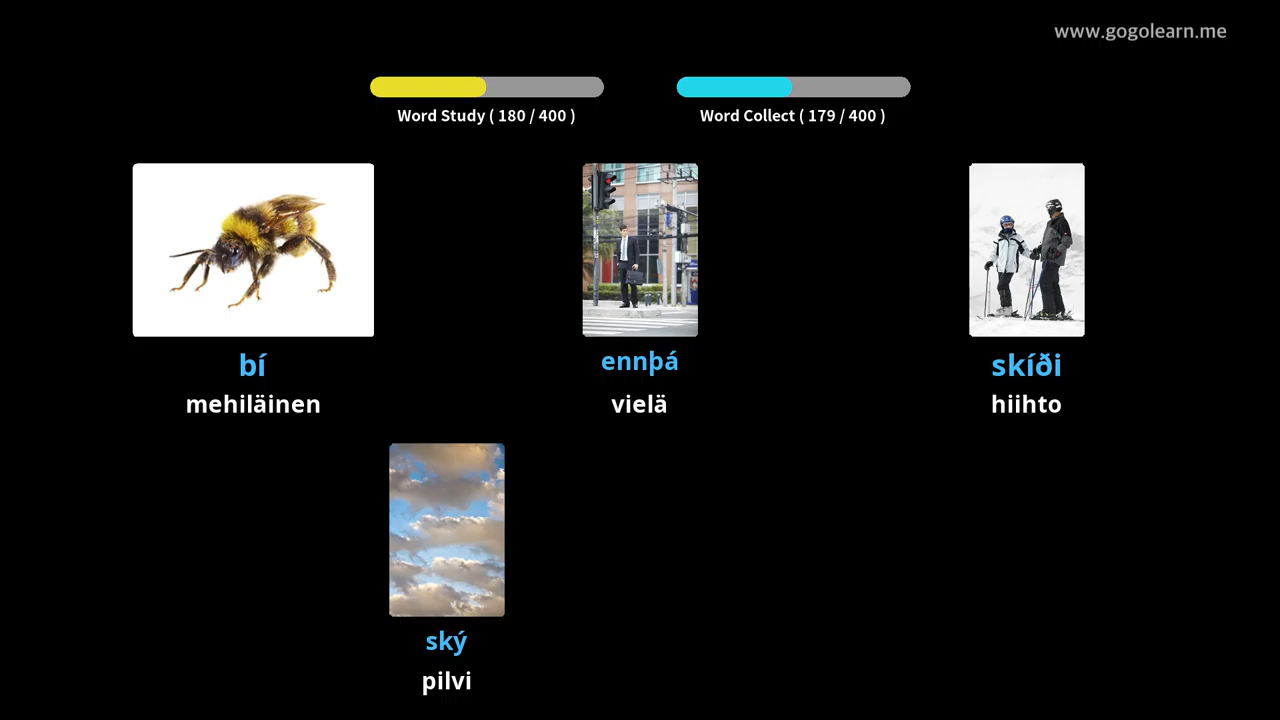 www.gogolearn.me
Word Study ( 180 / 400 )
Word Collect ( 179 / 400 )
bí
mehiläinen
ennþá
vielä
skíði
hiihto
ský
pilvi